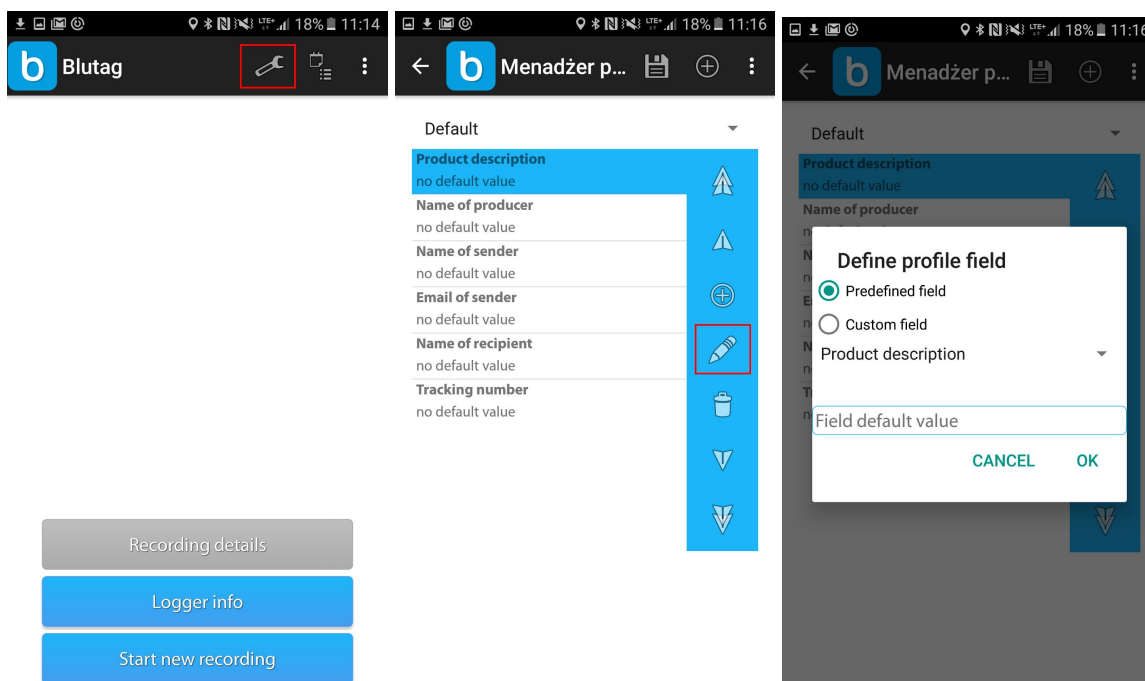 LTE+ 18% 11:14
b Blutag
Recording details
Logger info
Start new recording
LTE+ 18% 11:16
b Menadżer p...
Default
Product description
no default value
Name of producer
no default value
Name of sender
no default value
Email of sender
no default value
Name of recipient
no default value
Tracking number
no default value
LTE+ 18% 11:16
b Menadżer p...
Default
Product description
no default value
Name of producer
n
N
n
E
n
N
n
T
n
Define profile field
Predefined field
Custom field
Product description
Field default value
CANCEL OK